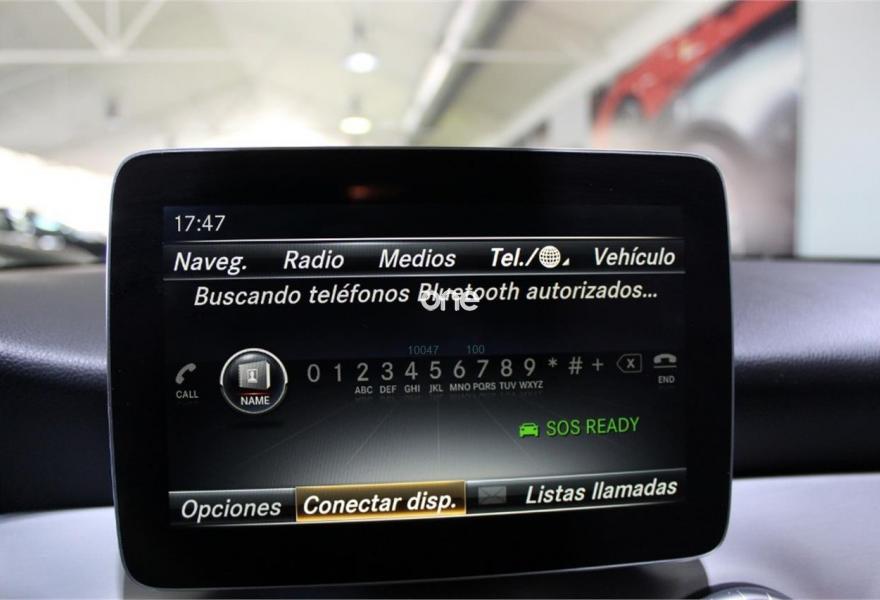 17:47
Naveg. Radio Medios Tel./ Vehículo
Buscando teléfonos Bluetooth autorizados...
one
10047 100
0 1 2 3 4 5 6 7 8 9 * # +
ABC DEF GHI JKL MNO PQRS TUV WXYZ
CALL NAME END
SOS READY
Opciones Conectar disp. Listas llamadas